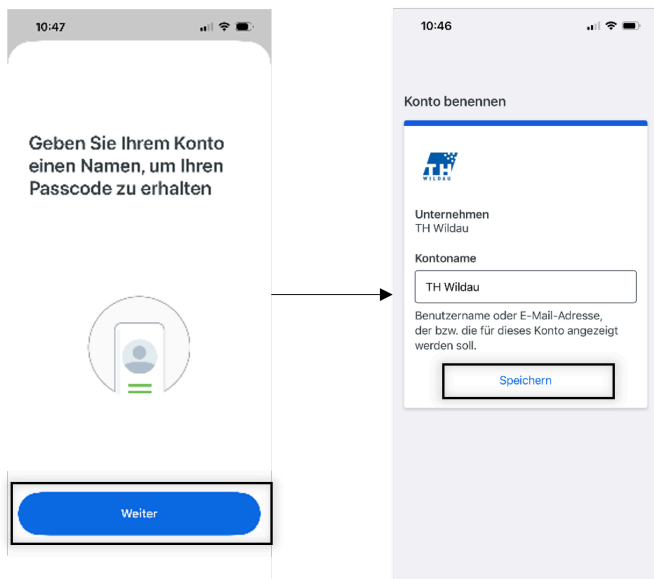 10:47
Geben Sie Ihrem Konto
einen Namen, um Ihren
Passcode zu erhalten
Weiter
10:46
Konto benennen
TH
WILDAU
Unternehmen
TH Wildau
Kontoname
TH Wildau
Benutzername oder E-Mail-Adresse,
der bzw. die für dieses Konto angezeigt
werden soll.
Speichern